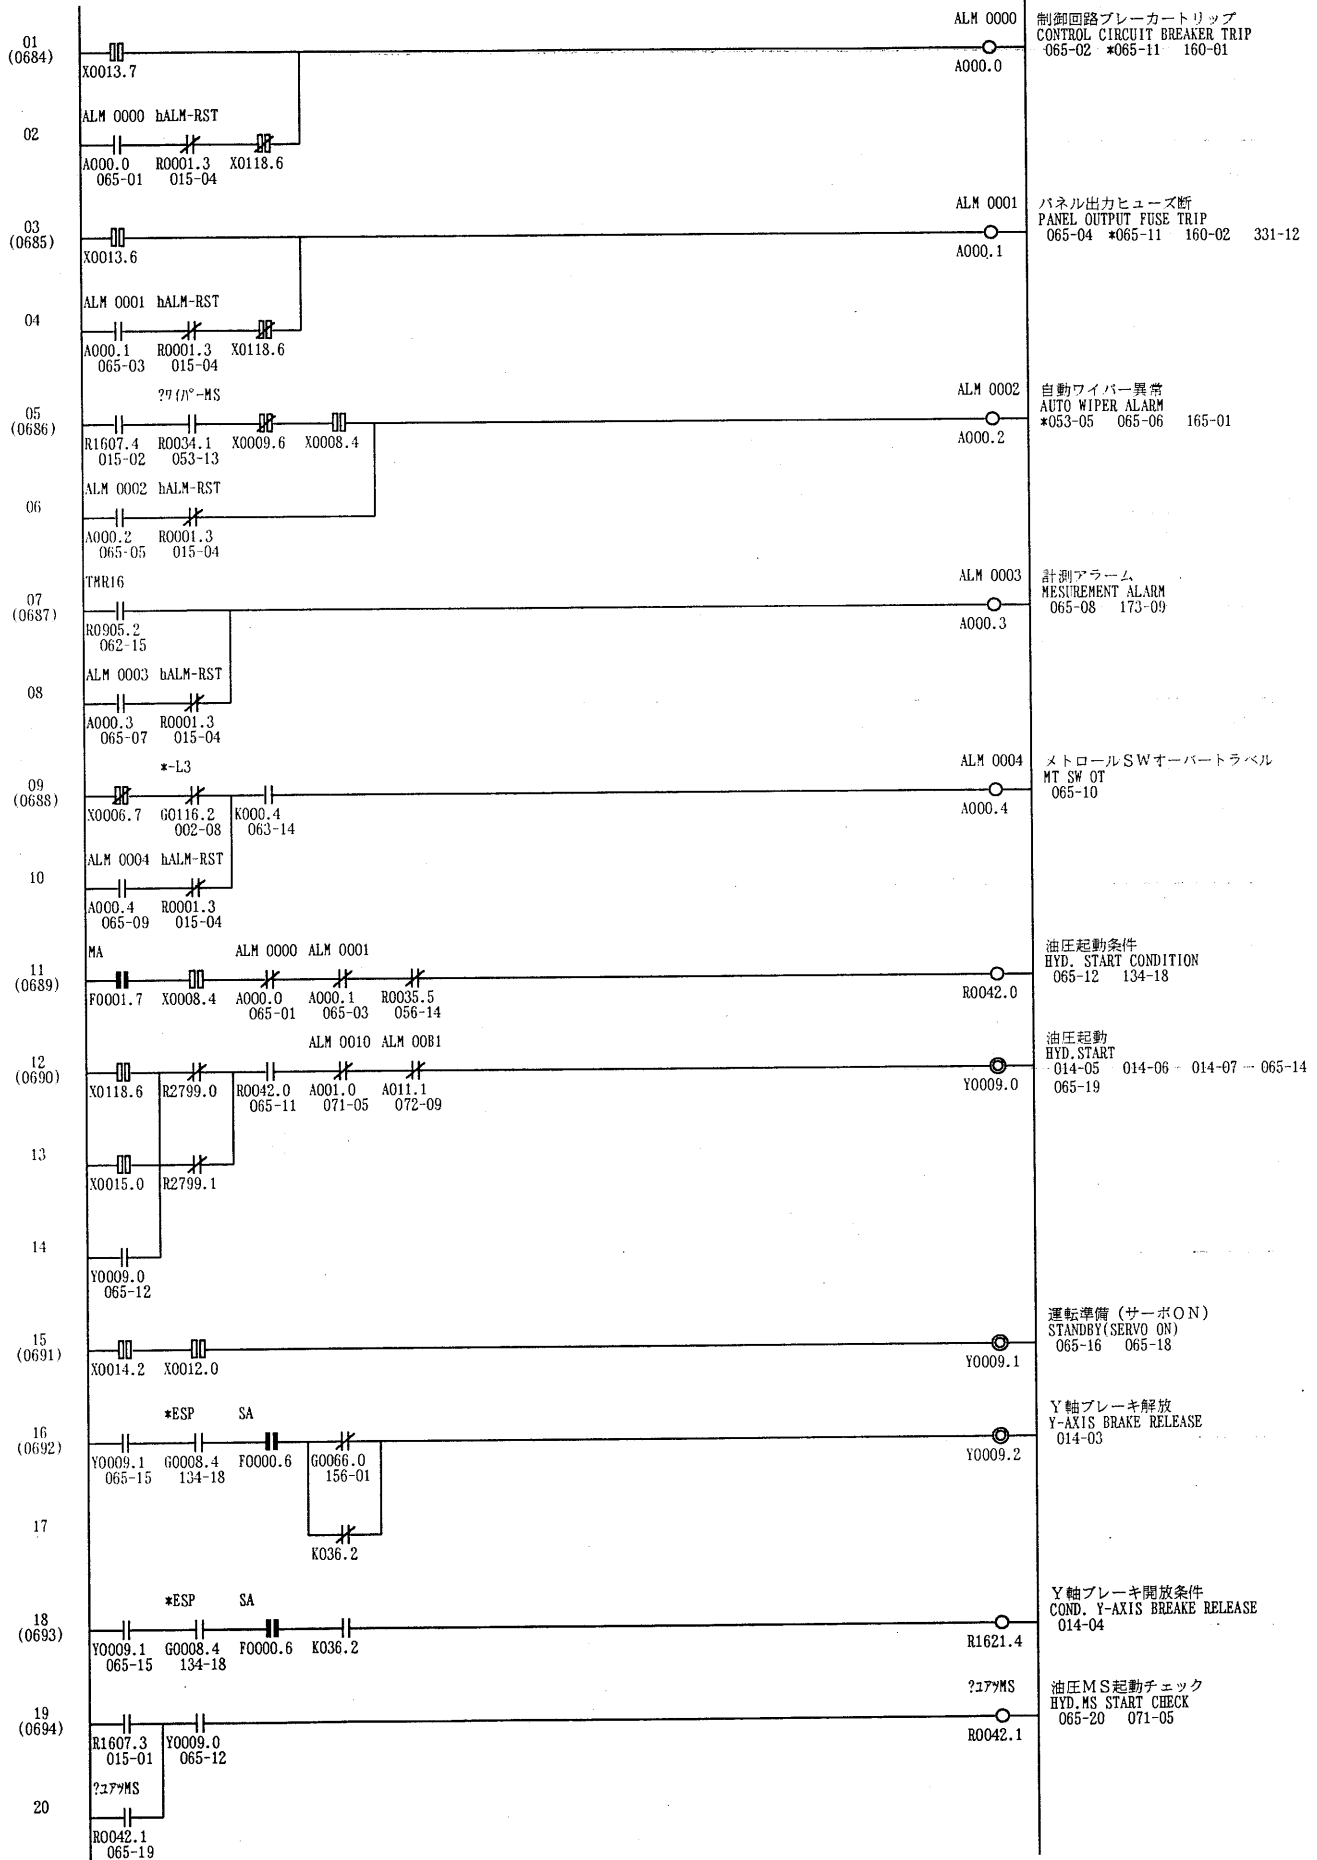 ALM 0000 制御回路ブレーカートリップ
01 CONTROL CIRCUIT BREAKER TRIP
(0684) 065-02 *065-11 160-01
X0013.7 A000.0
ALM 0000 hALM-RST
02
A000.0 R0001.3 X0118.6
065-01 015-04
ALM 0001 パネル出力ヒューズ断
03 PANEL OUTPUT FUSE TRIP
(0685) 065-04 *065-11 160-02 331-12
X0013.6 A000.1
ALM 0001 hALM-RST
04
A000.1 R0001.3 X0118.6
065-03 015-04
?ﾜｲﾊﾟｰMS ALM 0002 自動ワイパー異常
05 AUTO WIPER ALARM
(0686) *053-05 065-06 165-01
R1607.4 R0034.1 X0009.6 X0008.4 A000.2
015-02 053-13
ALM 0002 hALM-RST
06
A000.2 R0001.3
065-05 015-04
TMR16 ALM 0003 計測アラーム
07 MESUREMENT ALARM
(0687) 065-08 173-09
R0905.2 A000.3
062-15
ALM 0003 hALM-RST
08
A000.3 R0001.3
065-07 015-04
*-L3 ALM 0004 メトロールSWオーバートラベル
09 MT SW OT
(0688) 065-10
X0006.7 G0116.2 K000.4 A000.4
002-08 063-14
ALM 0004 hALM-RST
10
A000.4 R0001.3
065-09 015-04
MA ALM 0000 ALM 0001 油圧起動条件
11 HYD. START CONDITION
(0689) 065-12 134-18
F0001.7 X0008.4 A000.0 A000.1 R0035.5 R0042.0
065-01 065-03 056-14
ALM 0010 ALM 00B1 油圧起動
12 HYD.START
(0690) 014-05 014-06 014-07 065-14
X0118.6 R2799.0 R0042.0 A001.0 A011.1 Y0009.0 065-19
065-11 071-05 072-09
13
X0015.0 R2799.1
14
Y0009.0
065-12
運転準備（サーボON）
15 STANDBY(SERVO ON)
(0691) 065-16 065-18
X0014.2 X0012.0 Y0009.1
*ESP SA Y軸ブレーキ解放
16 Y-AXIS BRAKE RELEASE
(0692) 014-03
Y0009.1 G0008.4 F0000.6 G0066.0 Y0009.2
065-15 134-18 156-01
17
K036.2
*ESP SA Y軸ブレーキ開放条件
18 COND. Y-AXIS BREAKE RELEASE
(0693) 014-04
Y0009.1 G0008.4 F0000.6 K036.2 R1621.4
065-15 134-18
?ﾕｱﾂMS 油圧MS起動チェック
19 HYD.MS START CHECK
(0694) 065-20 071-05
R1607.3 Y0009.0 R0042.1
015-01 065-12
?ﾕｱﾂMS
20
R0042.1
065-19